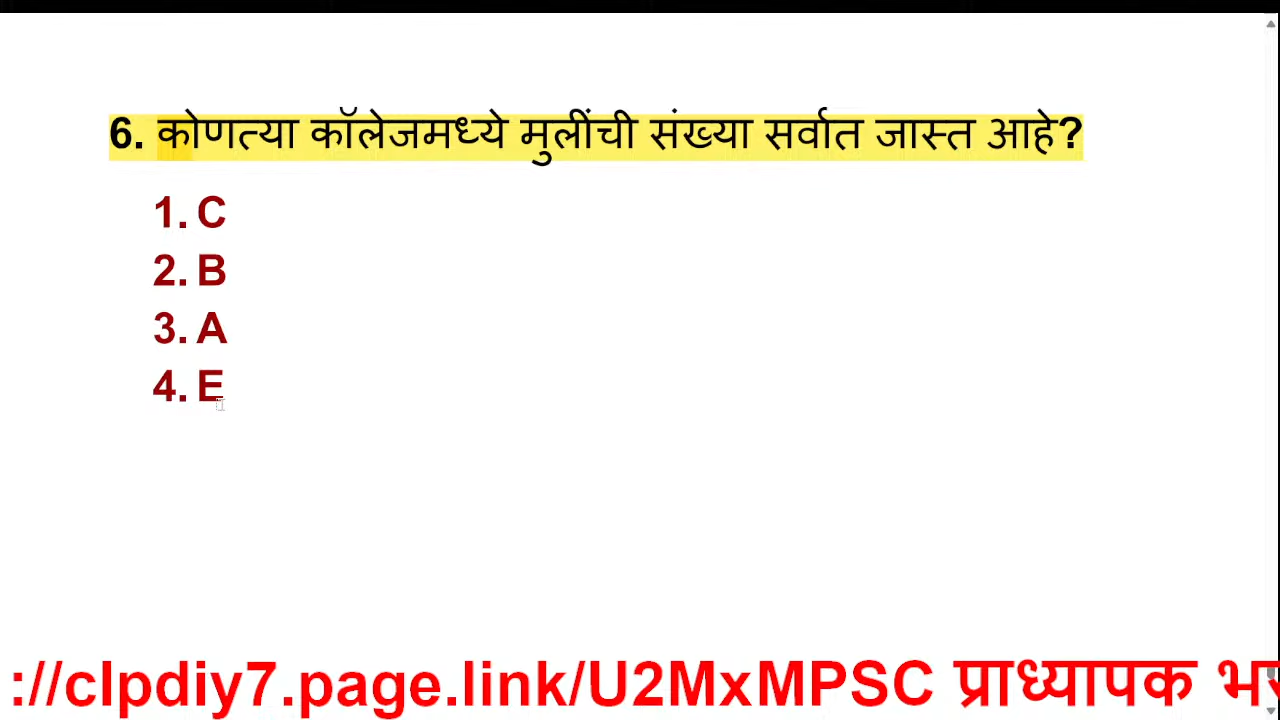 6. कोणत्या कॉलेजमध्ये मुलींची संख्या सर्वात जास्त आहे?
1. C
2. B
3. A
4. E
://clpdiy7.page.link/U2MxMPSC प्राध्यापक